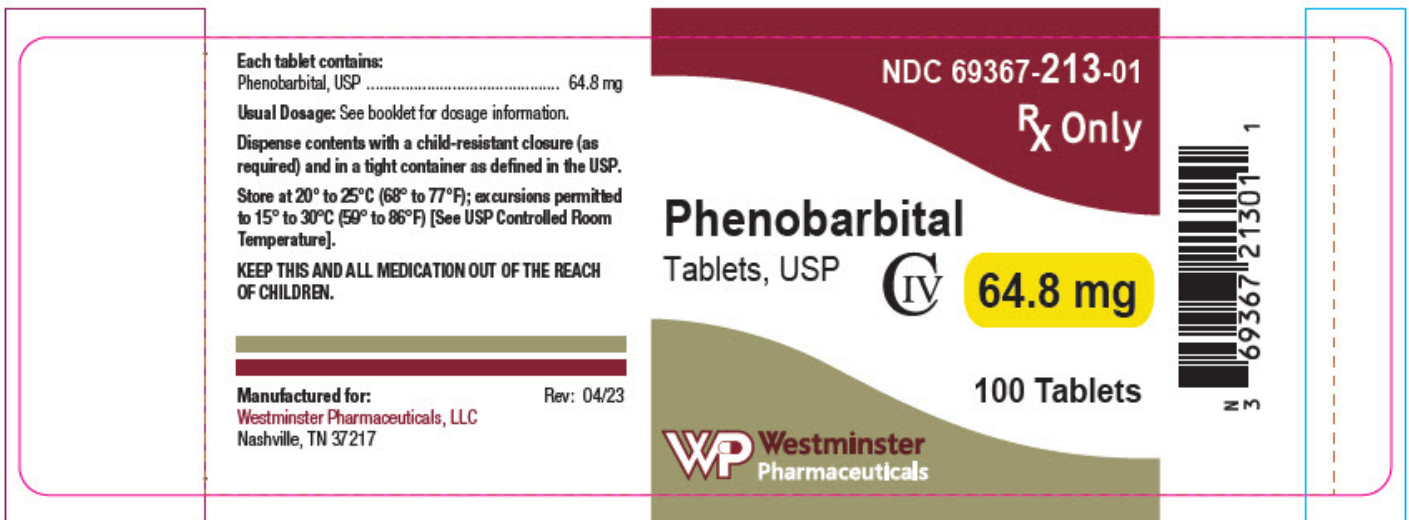 Each tablet contains:
Phenobarbital, USP ................................................ 64.8 mg
Usual Dosage: See booklet for dosage information.
Dispense contents with a child-resistant closure (as
required) and in a tight container as defined in the USP.
Store at 20° to 25°C (68° to 77°F); excursions permitted
to 15° to 30°C (59° to 86°F) [See USP Controlled Room
Temperature].
KEEP THIS AND ALL MEDICATION OUT OF THE REACH
OF CHILDREN.
Manufactured for: Rev: 04/23
Westminster Pharmaceuticals, LLC
Nashville, TN 37217
NDC 69367-213-01
Rx Only
Phenobarbital
Tablets, USP CIV 64.8 mg
100 Tablets
WP Westminster
Pharmaceuticals
N
3 69367 21301 1